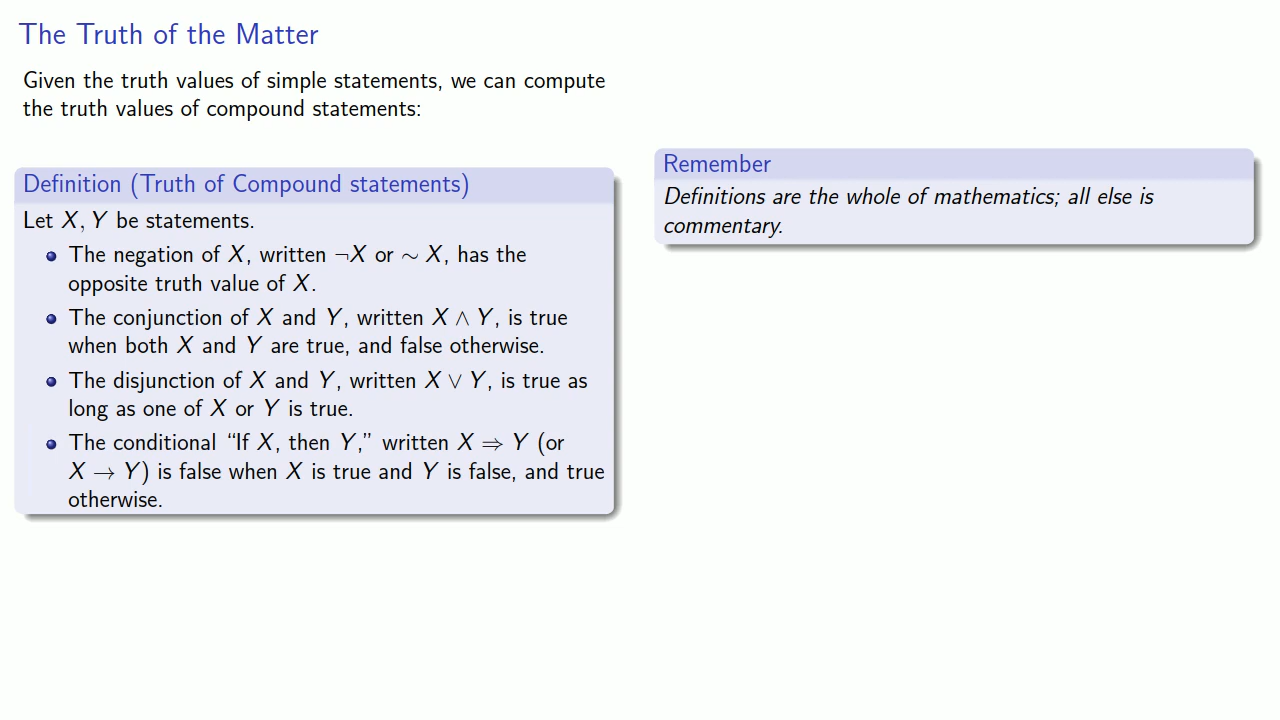 The Truth of the Matter
Given the truth values of simple statements, we can compute
the truth values of compound statements:
Definition (Truth of Compound statements)
Let X, Y be statements.
The negation of X, written ¬X or ∼ X, has the
opposite truth value of X.
The conjunction of X and Y, written X ∧ Y, is true
when both X and Y are true, and false otherwise.
The disjunction of X and Y, written X ∨ Y, is true as
long as one of X or Y is true.
The conditional “If X, then Y,” written X ⇒ Y (or
X → Y) is false when X is true and Y is false, and true
otherwise.
Remember
Definitions are the whole of mathematics; all else is
commentary.